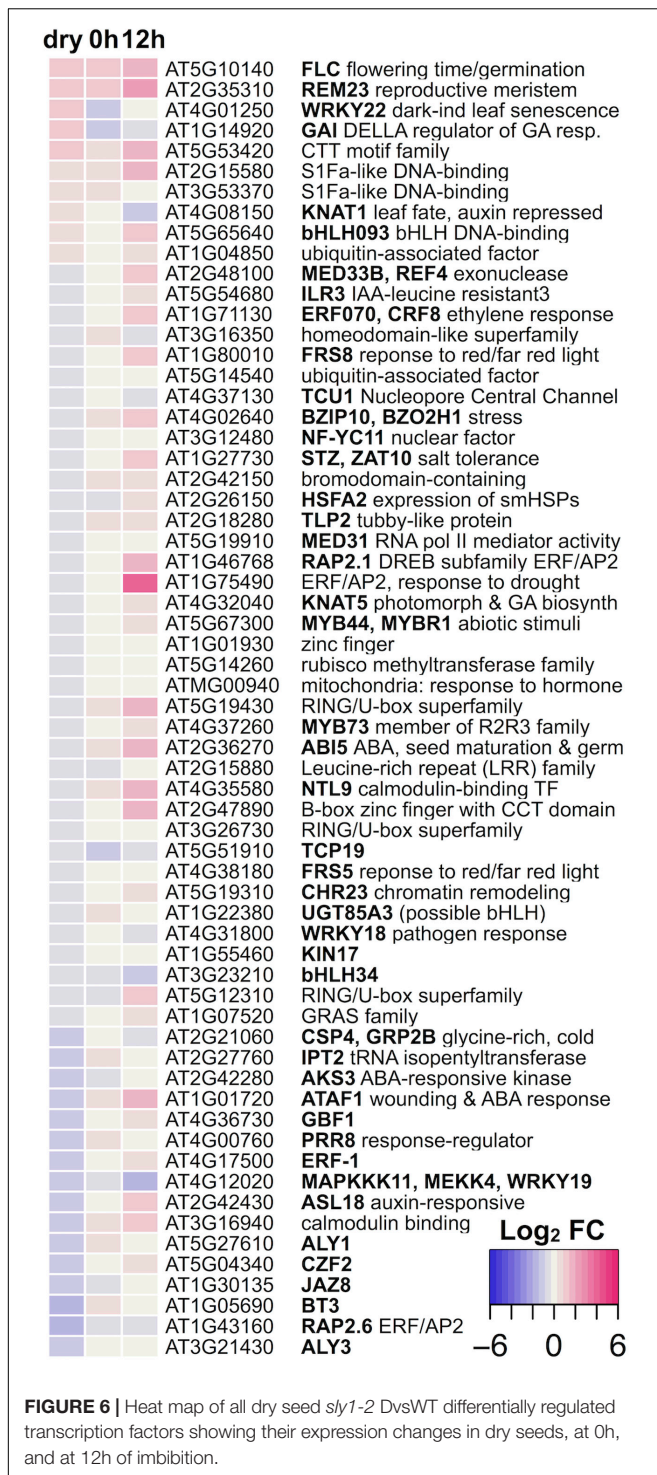 dry 0h 12h
AT5G10140 FLC flowering time/germination
AT2G35310 REM23 reproductive meristem
AT4G01250 WRKY22 dark-ind leaf senescence
AT1G14920 GAI DELLA regulator of GA resp.
AT5G53420 CTT motif family
AT2G15580 S1Fa-like DNA-binding
AT3G53370 S1Fa-like DNA-binding
AT4G08150 KNAT1 leaf fate, auxin repressed
AT5G65640 bHLH093 bHLH DNA-binding
AT1G04850 ubiquitin-associated factor
AT2G48100 MED33B, REF4 exonuclease
AT5G54680 ILR3 IAA-leucine resistant3
AT1G71130 ERF070, CRF8 ethylene response
AT3G16350 homeodomain-like superfamily
AT1G80010 FRS8 reponse to red/far red light
AT5G14540 ubiquitin-associated factor
AT4G37130 TCU1 Nucleopore Central Channel
AT4G02640 BZIP10, BZO2H1 stress
AT3G12480 NF-YC11 nuclear factor
AT1G27730 STZ, ZAT10 salt tolerance
AT2G42150 bromodomain-containing
AT2G26150 HSFA2 expression of smHSPs
AT2G18280 TLP2 tubby-like protein
AT5G19910 MED31 RNA pol II mediator activity
AT1G46768 RAP2.1 DREB subfamily ERF/AP2
AT1G75490 ERF/AP2, response to drought
AT4G32040 KNAT5 photomorph & GA biosynth
AT5G67300 MYB44, MYBR1 abiotic stimuli
AT1G01930 zinc finger
AT5G14260 rubisco methyltransferase family
ATMG00940 mitochondria: response to hormone
AT5G19430 RING/U-box superfamily
AT4G37260 MYB73 member of R2R3 family
AT2G36270 ABI5 ABA, seed maturation & germ
AT2G15880 Leucine-rich repeat (LRR) family
AT4G35580 NTL9 calmodulin-binding TF
AT2G47890 B-box zinc finger with CCT domain
AT3G26730 RING/U-box superfamily
AT5G51910 TCP19
AT4G38180 FRS5 reponse to red/far red light
AT5G19310 CHR23 chromatin remodeling
AT1G22380 UGT85A3 (possible bHLH)
AT4G31800 WRKY18 pathogen response
AT1G55460 KIN17
AT3G23210 bHLH34
AT5G12310 RING/U-box superfamily
AT1G07520 GRAS family
AT2G21060 CSP4, GRP2B glycine-rich, cold
AT2G27760 IPT2 tRNA isopentyltransferase
AT2G42280 AKS3 ABA-responsive kinase
AT1G01720 ATAF1 wounding & ABA response
AT4G36730 GBF1
AT4G00760 PRR8 response-regulator
AT4G17500 ERF-1
AT4G12020 MAPKKK11, MEKK4, WRKY19
AT2G42430 ASL18 auxin-responsive
AT3G16940 calmodulin binding
AT5G27610 ALY1
AT5G04340 CZF2
AT1G30135 JAZ8
AT1G05690 BT3
AT1G43160 RAP2.6 ERF/AP2
AT3G21430 ALY3
Log2 FC
−6 0 6
FIGURE 6 | Heat map of all dry seed sly1-2 DvsWT differentially regulated
transcription factors showing their expression changes in dry seeds, at 0h,
and at 12h of imbibition.